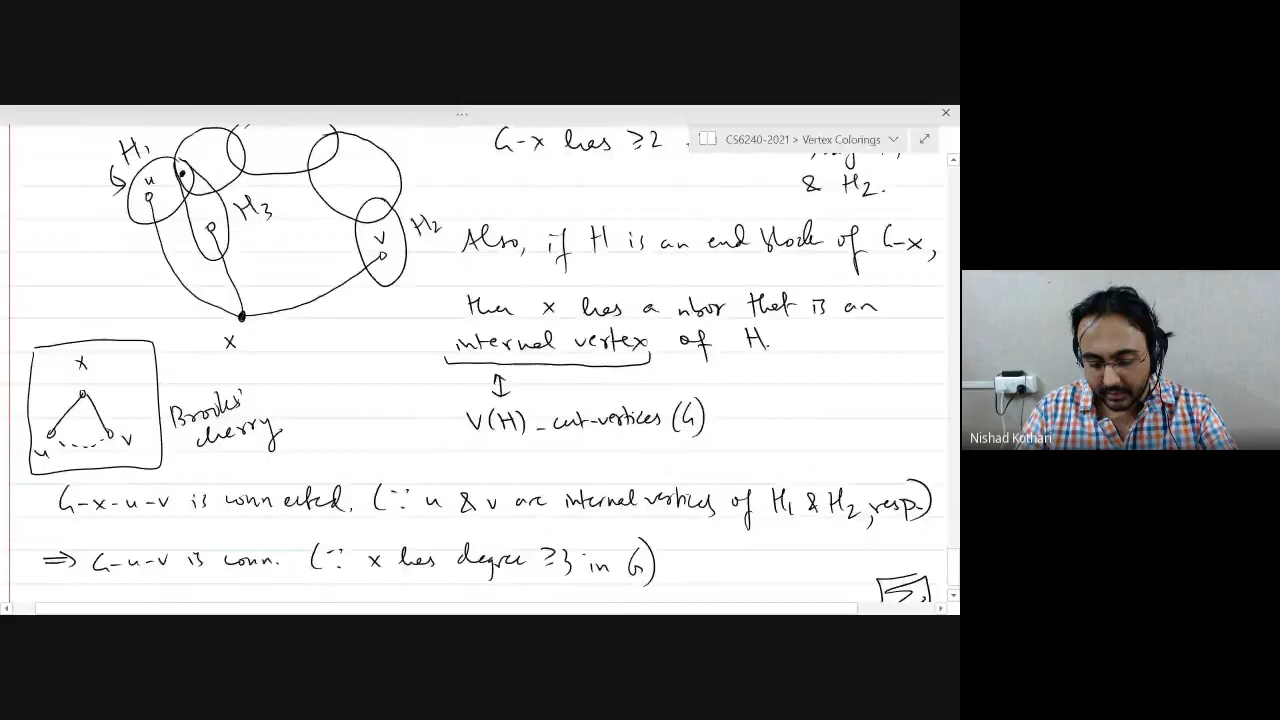 CS6240-2021 > Vertex Colorings
G-x has ≥2
& H₂.
H₁
G
u
H₃
v
H₂
x
Also, if H is an end block of G-x,
then x has a nbor that is an
internal vertex of H.
↕
V(H) - cut-vertices (G)
x
u
v
Brooks'
cherry
G-x-u-v is connected. (∵ u & v are internal vertices of H₁ & H₂, resp.)
⇒ G-u-v is conn. (∵ x has degree ≥3 in G)
Nishad Kothari